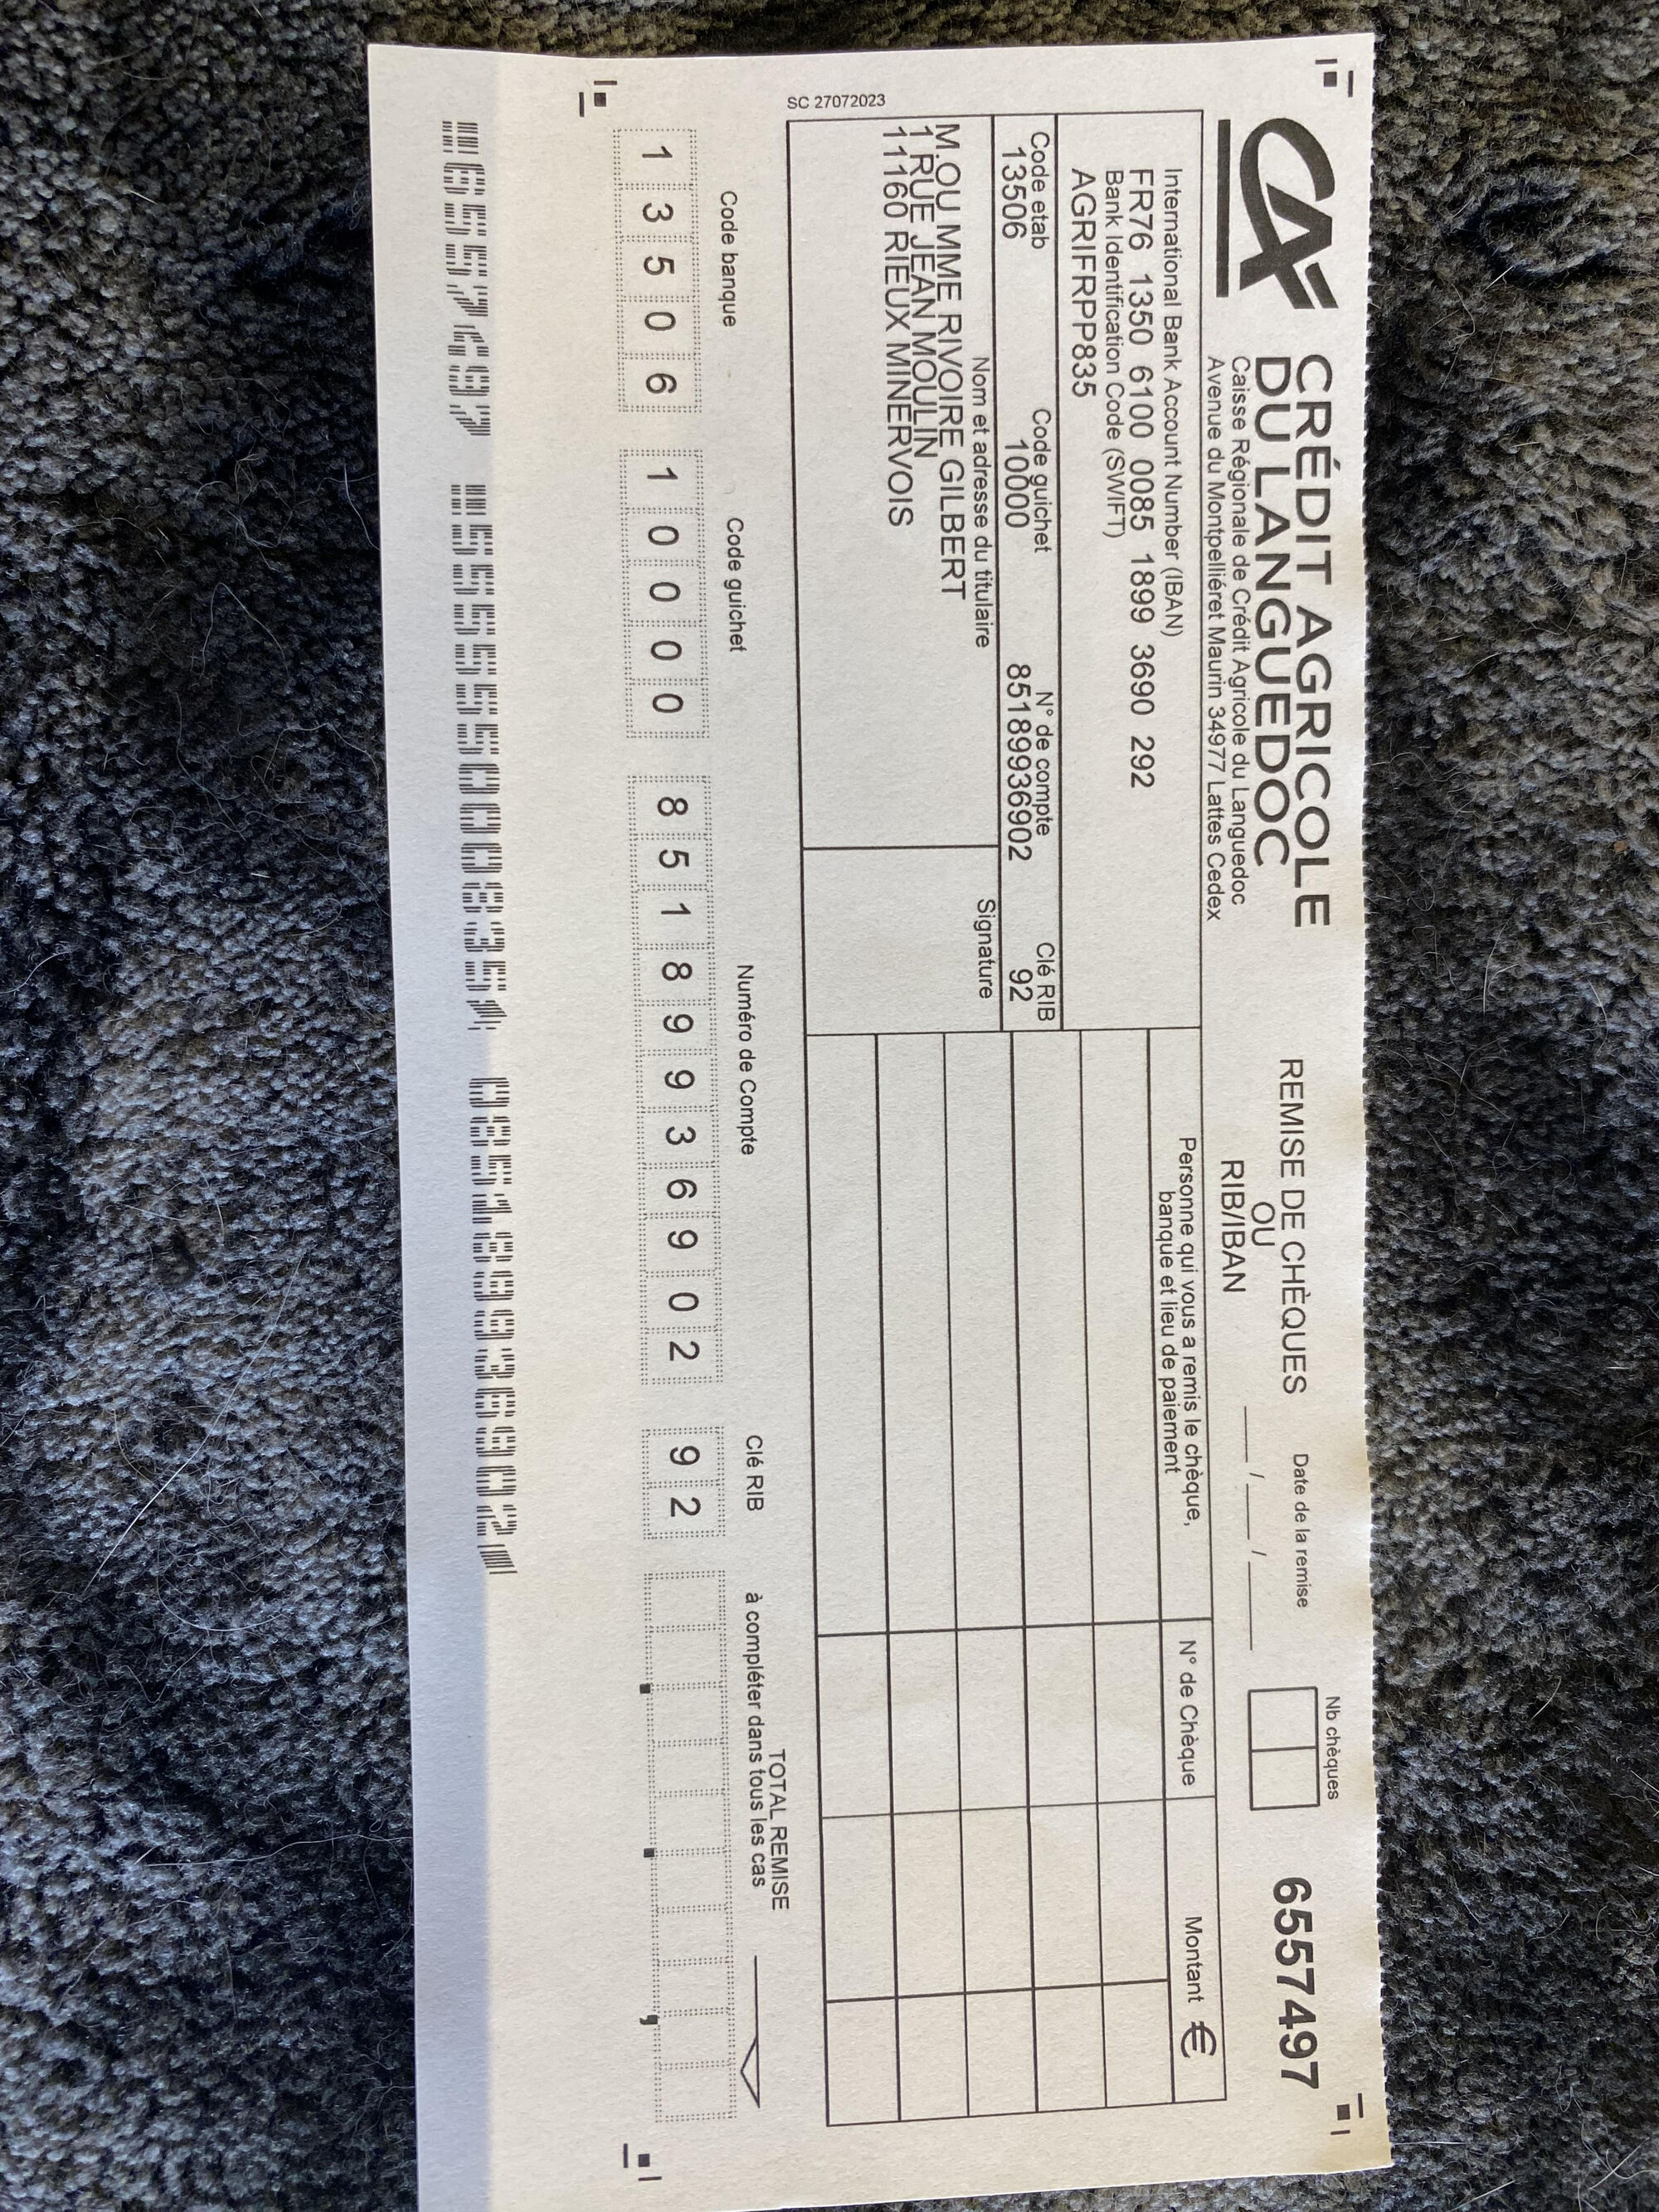 CRÉDIT AGRICOLE
DU LANGUEDOC
Caisse Régionale de Crédit Agricole du Languedoc
Avenue du Montpelliéret Maurin 34977 Lattes Cedex
REMISE DE CHÈQUES
OU
RIB/IBAN
Date de la remise
___ / ___ / ____
Nb chèques
6557497
International Bank Account Number (IBAN)
FR76 1350 6100 0085 1899 3690 292
Bank Identification Code (SWIFT)
AGRIFRPP835
Code etab Code guichet N° de compte Clé RIB
13506 10000 85189936902 92
Nom et adresse du titulaire
Signature
M.OU MME RIVOIRE GILBERT
1 RUE JEAN MOULIN
11160 RIEUX MINERVOIS
Personne qui vous a remis le chèque,
banque et lieu de paiement
N° de Chèque
Montant €
SC 27072023
TOTAL REMISE
à compléter dans tous les cas
Code banque Code guichet Numéro de Compte Clé RIB
1 3 5 0 6 1 0 0 0 0 8 5 1 8 9 9 3 6 9 0 2 9 2
6557497 555555000835 085189936902